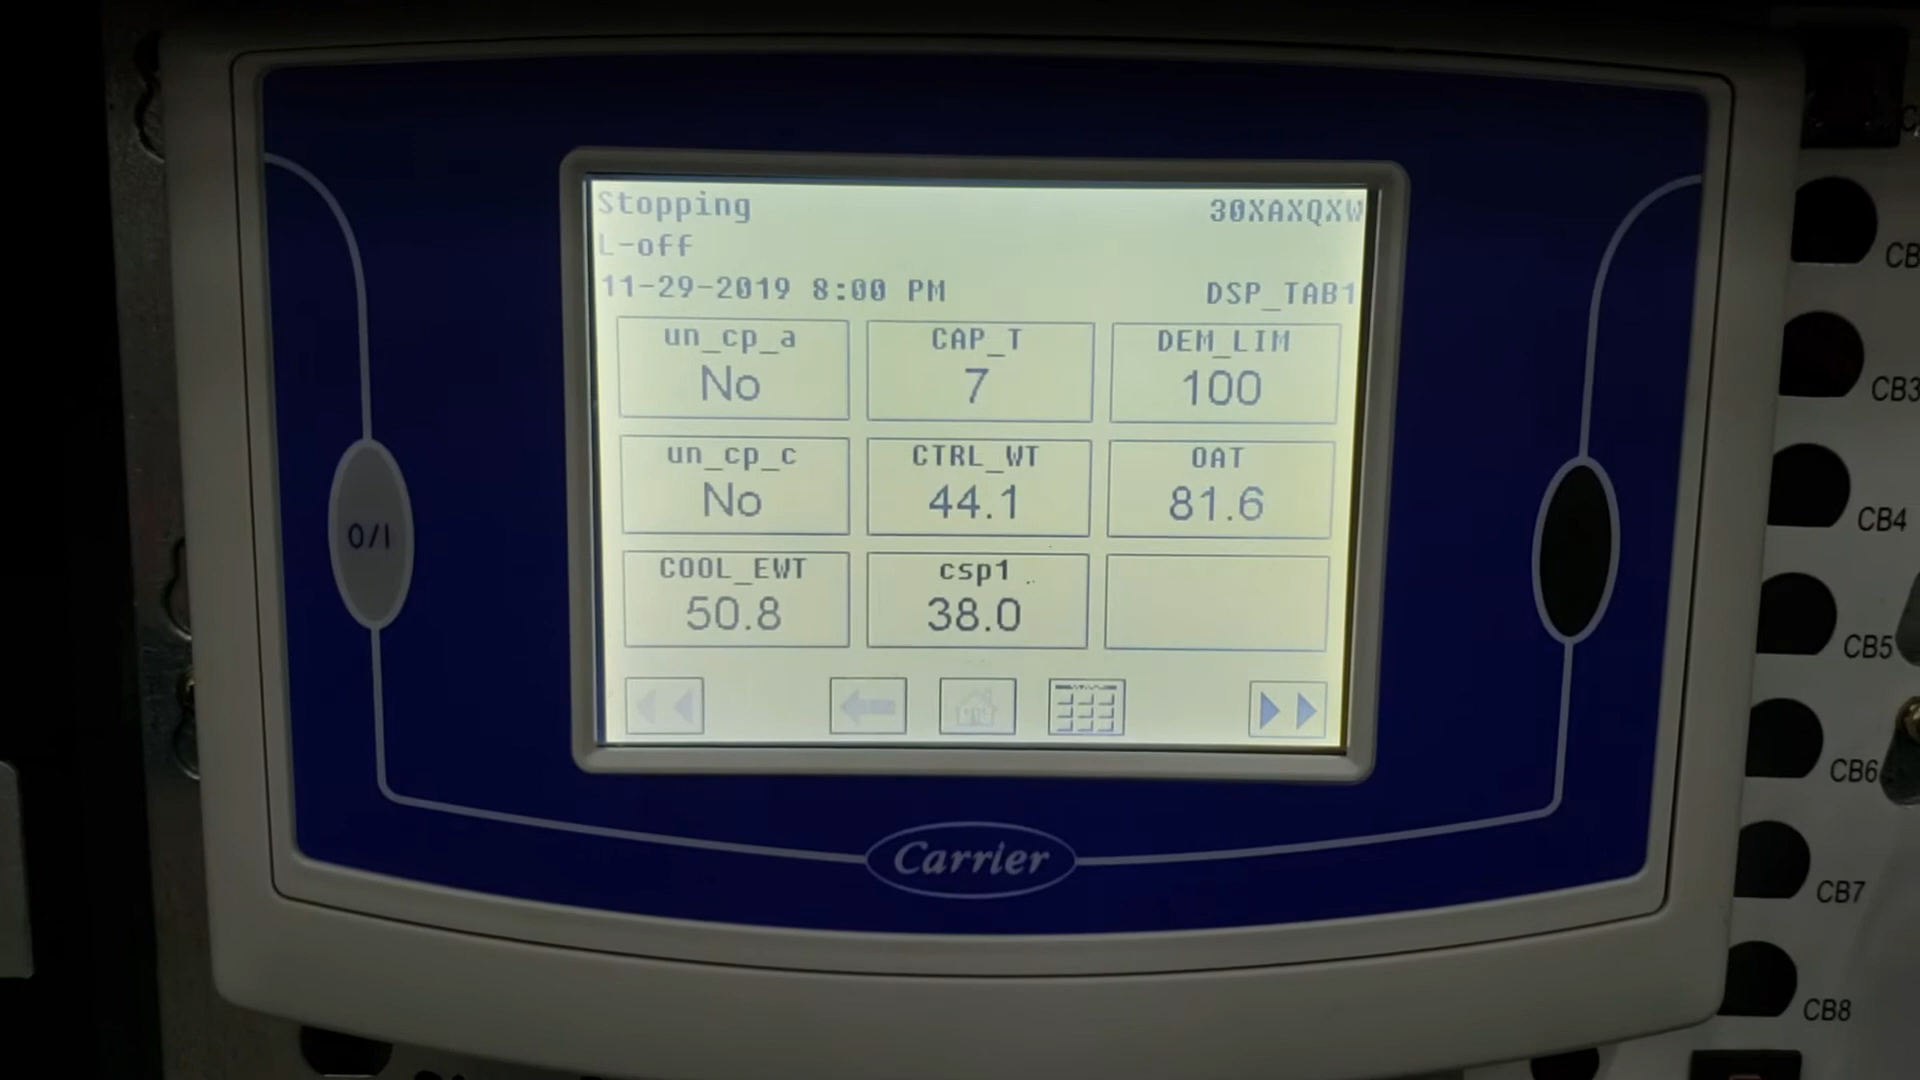 Stopping
30XAXQXW
L-off
11-29-2019 8:00 PM
DSP_TAB1
un_cp_a
No
CAP_T
7
DEM_LIM
100
un_cp_c
No
CTRL_WT
44.1
OAT
81.6
COOL_EWT
50.8
csp1
38.0
0/I
Carrier
CB3
CB4
CB5
CB6
CB7
CB8